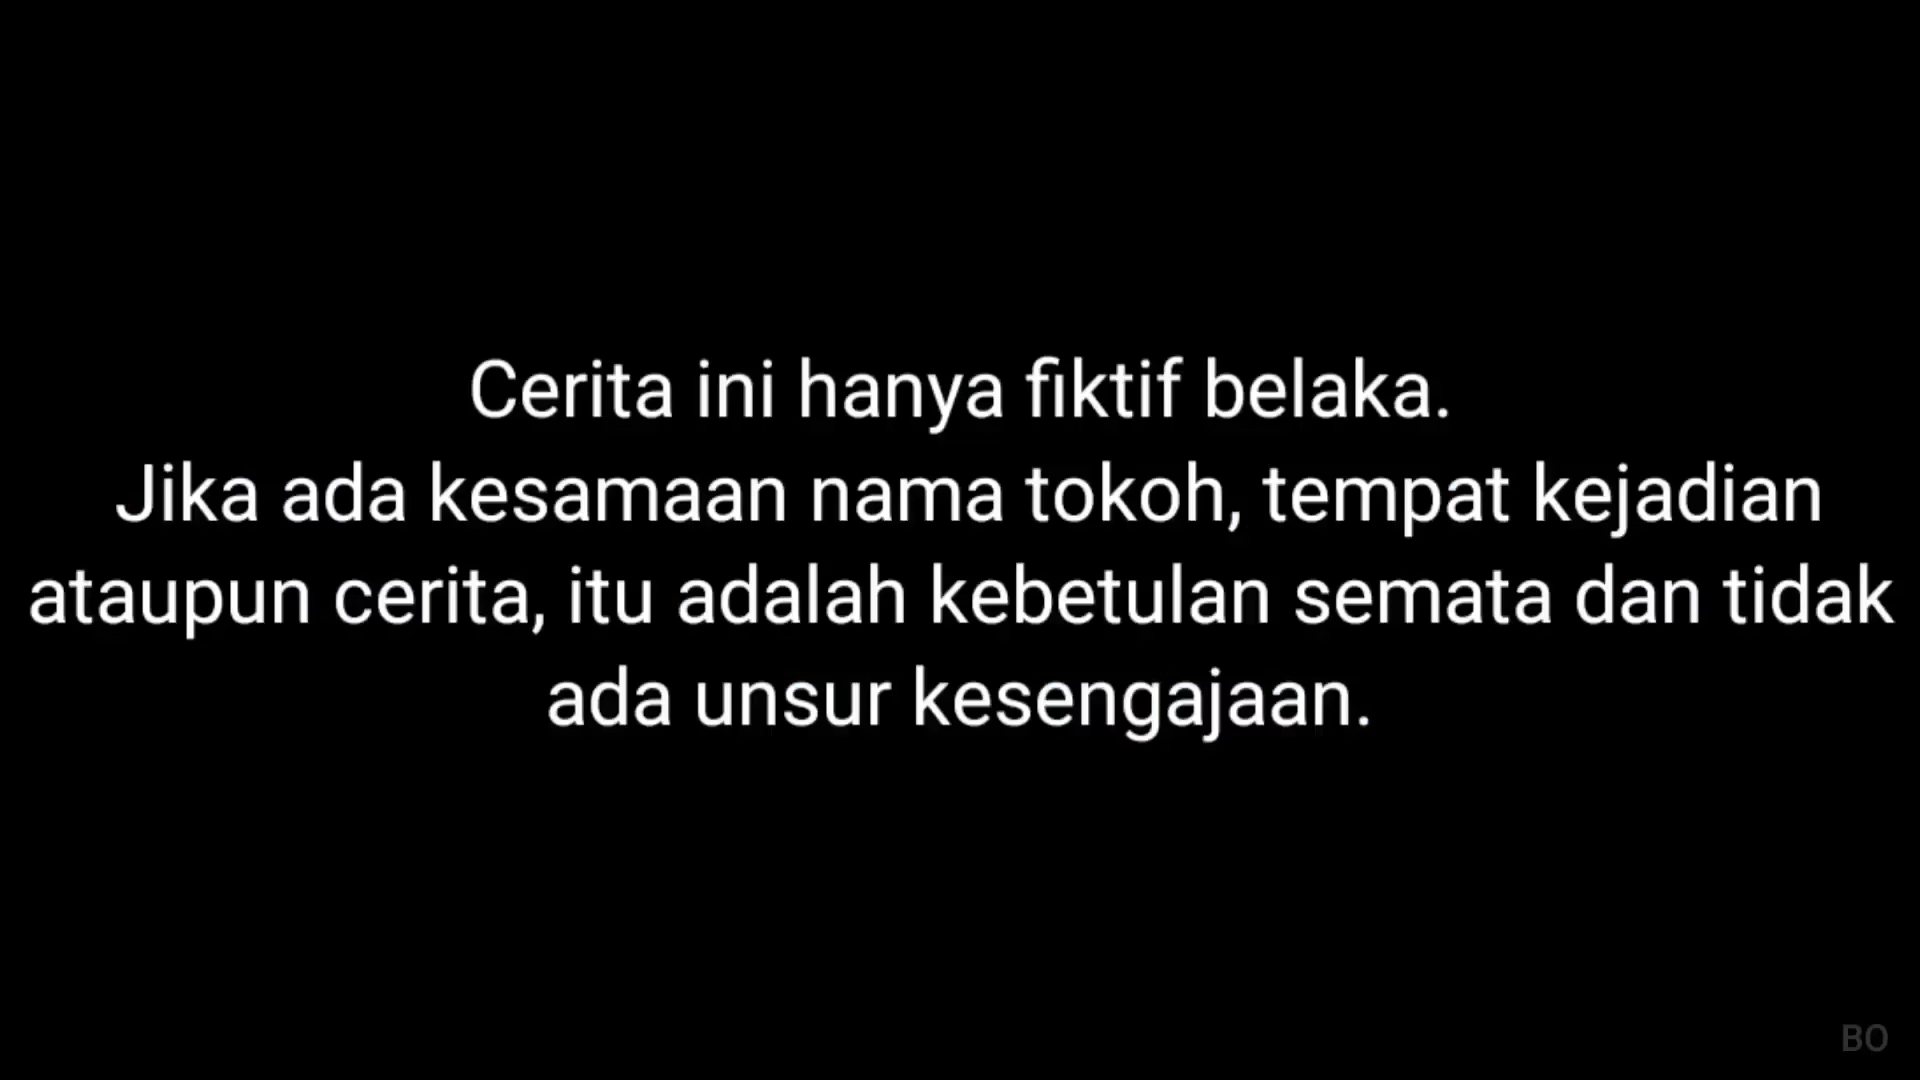 Cerita ini hanya fiktif belaka.
Jika ada kesamaan nama tokoh, tempat kejadian
ataupun cerita, itu adalah kebetulan semata dan tidak
ada unsur kesengajaan.
BO